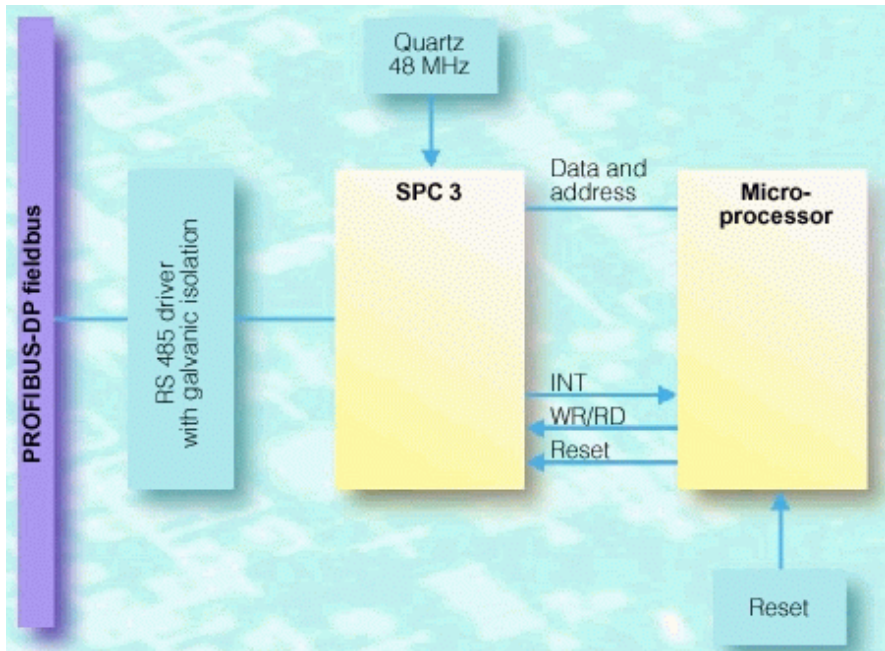 Quartz
48 MHz
PROFIBUS-DP fieldbus
RS 485 driver
with galvanic isolation
SPC 3
Data and
address
Micro-
processor
INT
WR/RD
Reset
Reset